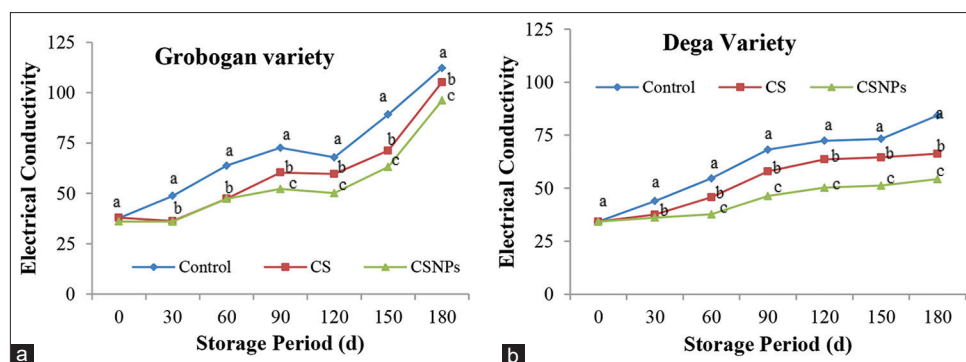 Grobogan variety
Electrical Conductivity
125
100
75
50
25
0
a
a
a
a
a
a
a
b
b
b
b
b
b
c
c
c
c
Control
CS
CSNPs
0 30 60 90 120 150 180
Storage Period (d)
a
Dega Variety
Electrical Conductivity
125
100
75
50
25
0
Control
CS
CSNPs
a
a
a
a
a
a
a
b
b
b
b
b
b
c
c
c
c
c
0 30 60 90 120 150 180
Storage Period (d)
b